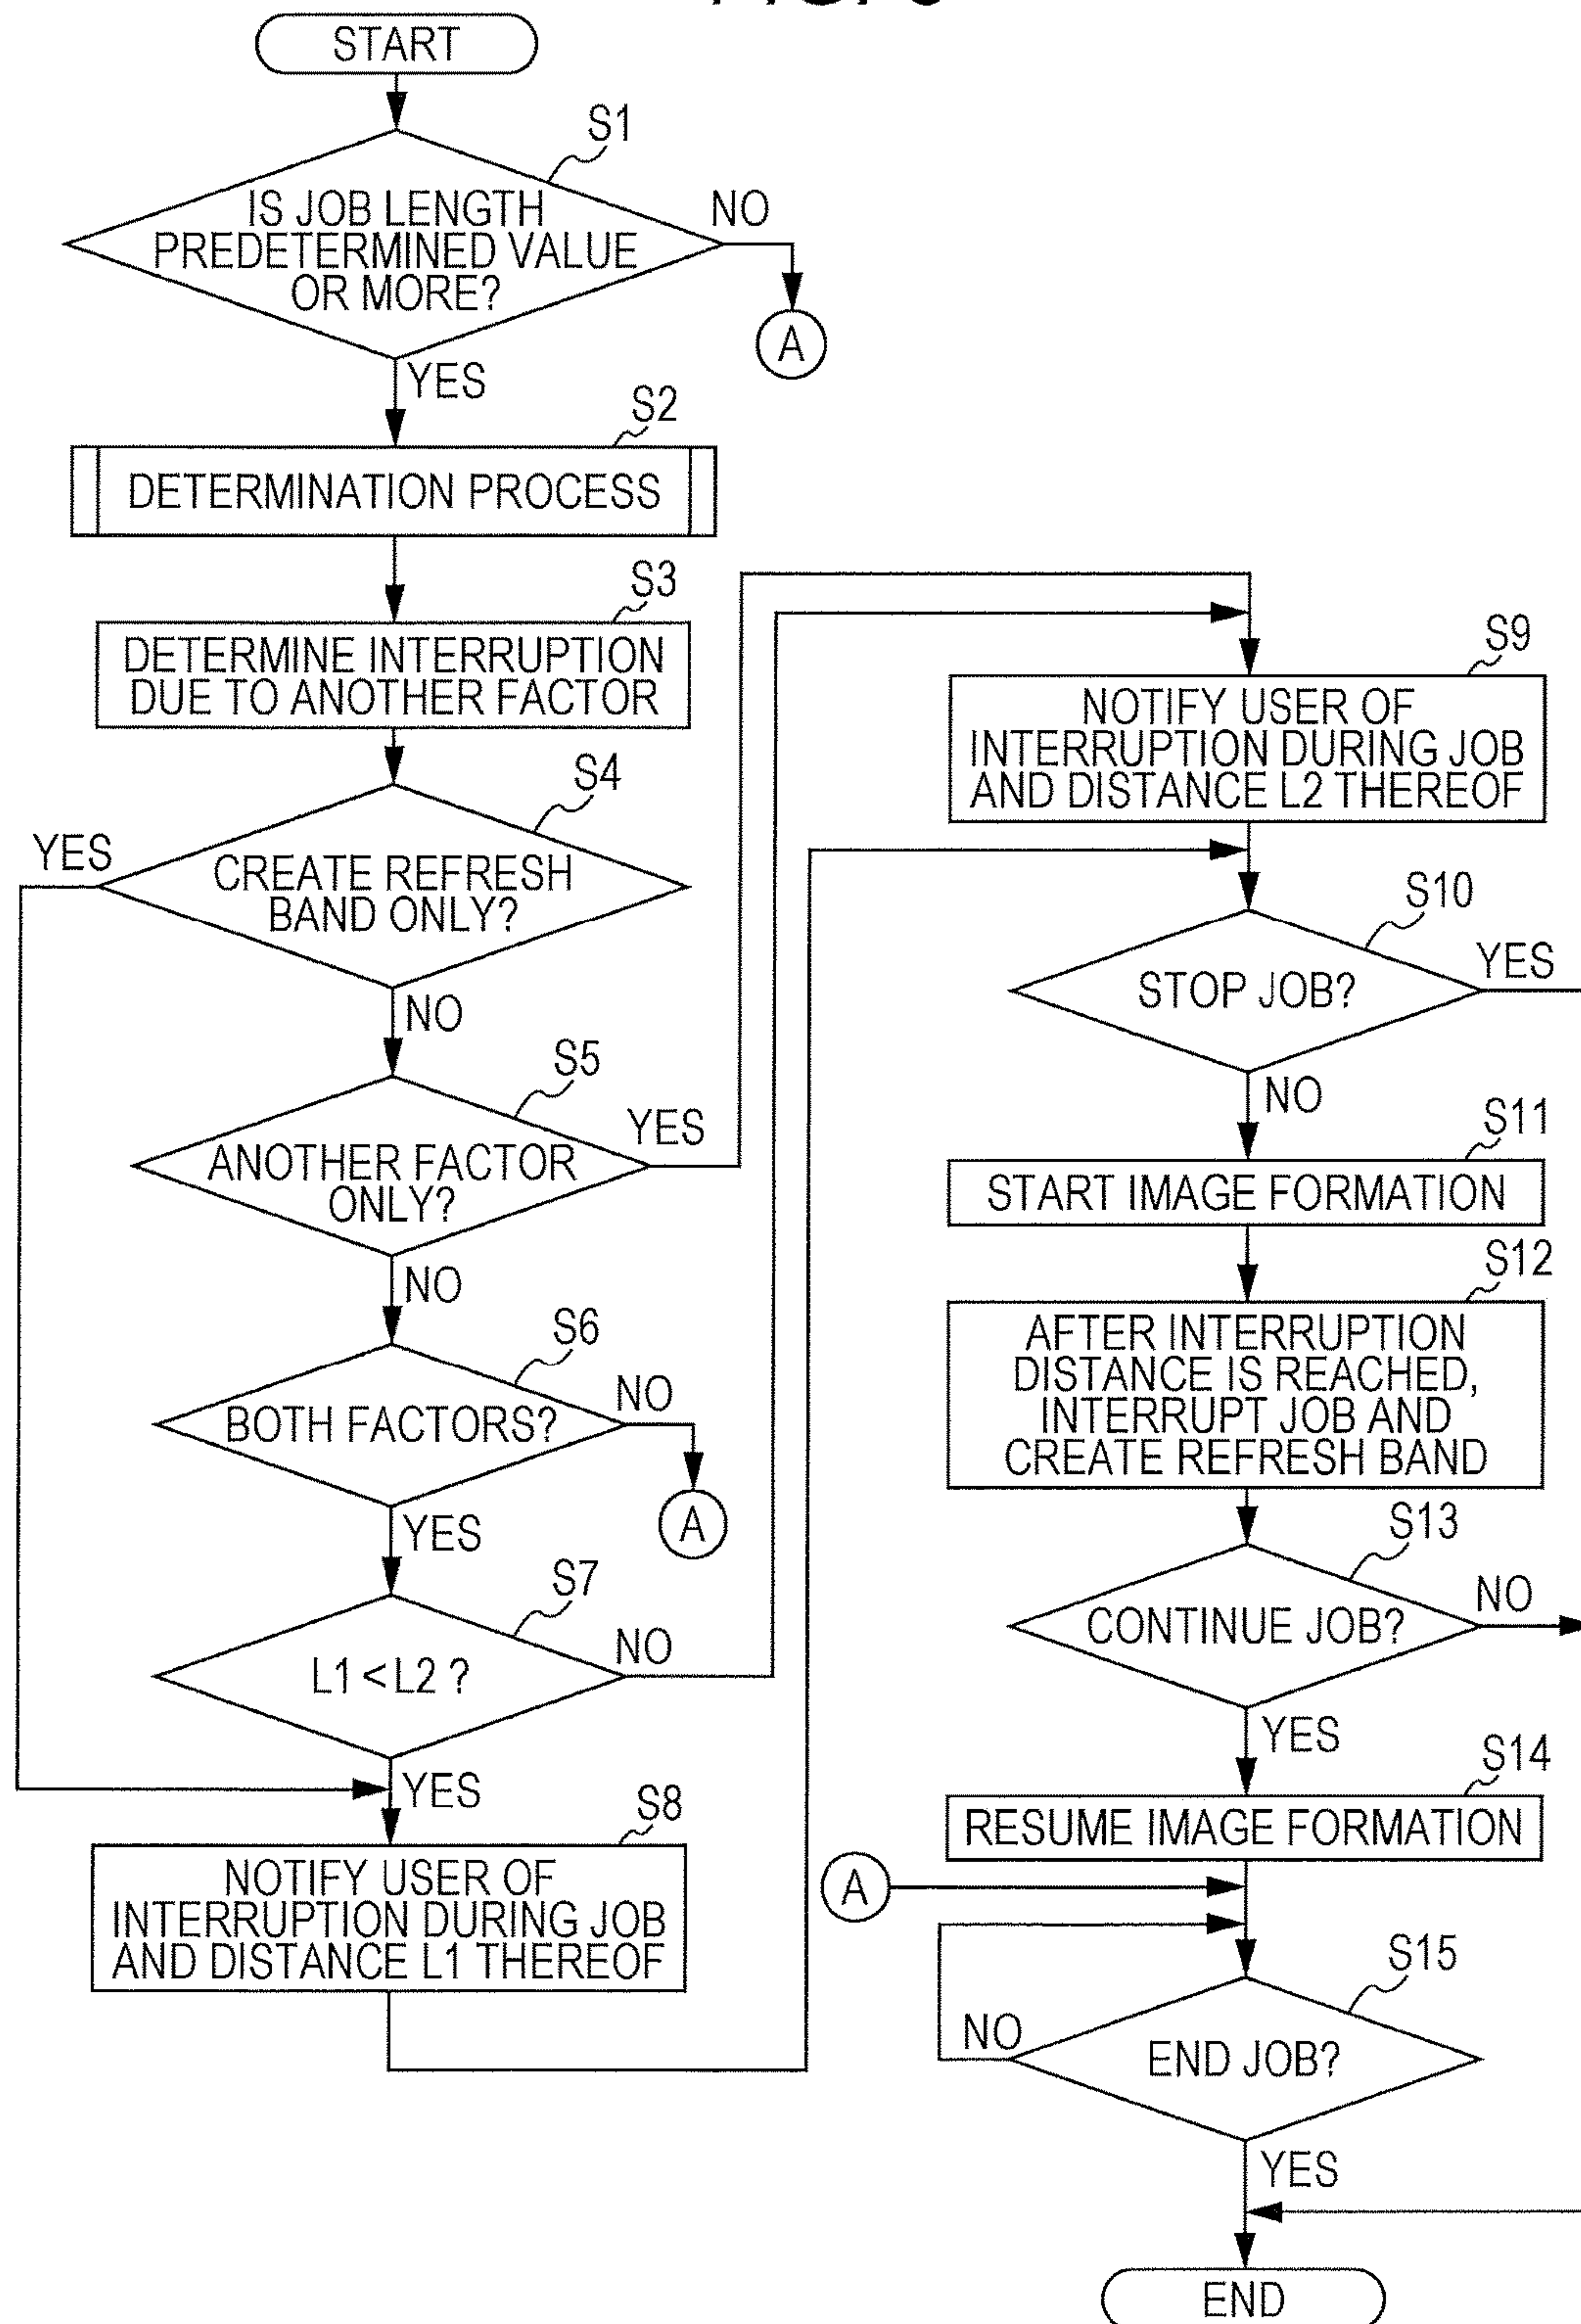 START
S1
IS JOB LENGTH
PREDETERMINED VALUE
OR MORE?
NO
A
YES
S2
DETERMINATION PROCESS
S3
DETERMINE INTERRUPTION
DUE TO ANOTHER FACTOR
S4
YES
CREATE REFRESH
BAND ONLY?
NO
S5
YES
ANOTHER FACTOR
ONLY?
NO
S6
NO
BOTH FACTORS?
A
YES
S7
NO
L1 < L2 ?
YES
S8
NOTIFY USER OF
INTERRUPTION DURING JOB
AND DISTANCE L1 THEREOF
S9
NOTIFY USER OF
INTERRUPTION DURING JOB
AND DISTANCE L2 THEREOF
S10
YES
STOP JOB?
NO
S11
START IMAGE FORMATION
S12
AFTER INTERRUPTION
DISTANCE IS REACHED,
INTERRUPT JOB AND
CREATE REFRESH BAND
S13
NO
CONTINUE JOB?
YES
S14
RESUME IMAGE FORMATION
A
S15
NO
END JOB?
YES
END